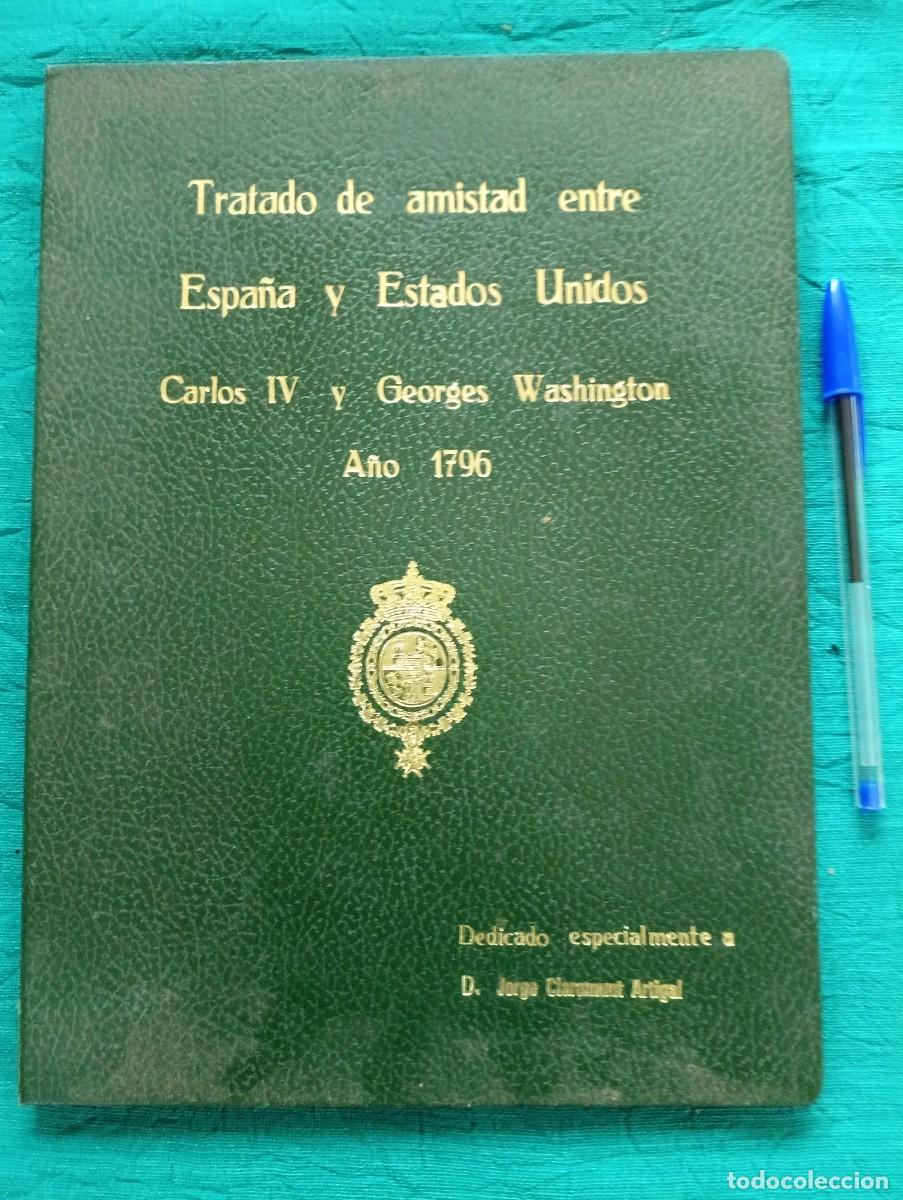 Tratado de amistad entre
España y Estados Unidos
Carlos IV y Georges Washington
Año 1796
Dedicado especialmente a
D. Jorge Claramunt Artigal
todocoleccion